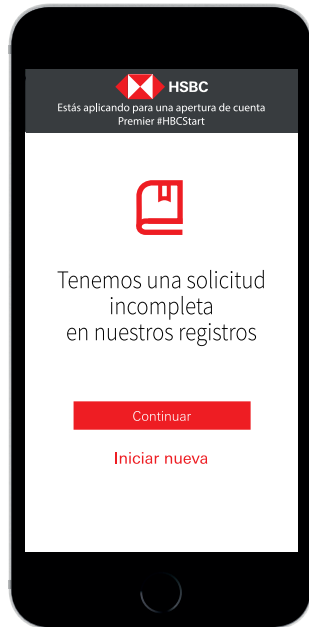 HSBC
Estás aplicando para una apertura de cuenta
Premier #HBCStart
Tenemos una solicitud
incompleta
en nuestros registros
Continuar
Iniciar nueva